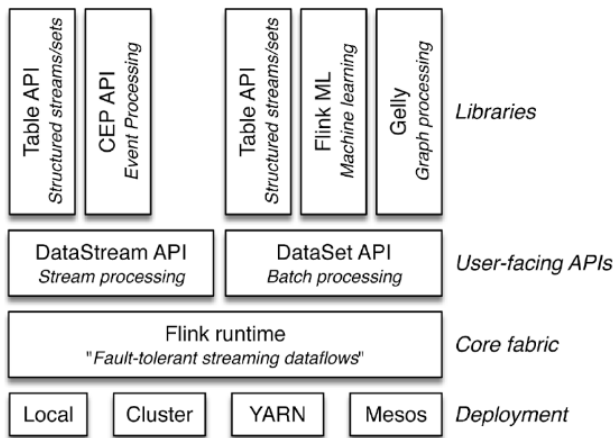 Table API
Structured streams/sets
CEP API
Event Processing
Table API
Structured streams/sets
Flink ML
Machine learning
Gelly
Graph processing
Libraries
DataStream API
Stream processing
DataSet API
Batch processing
User-facing APIs
Flink runtime
"Fault-tolerant streaming dataflows"
Core fabric
Local
Cluster
YARN
Mesos
Deployment